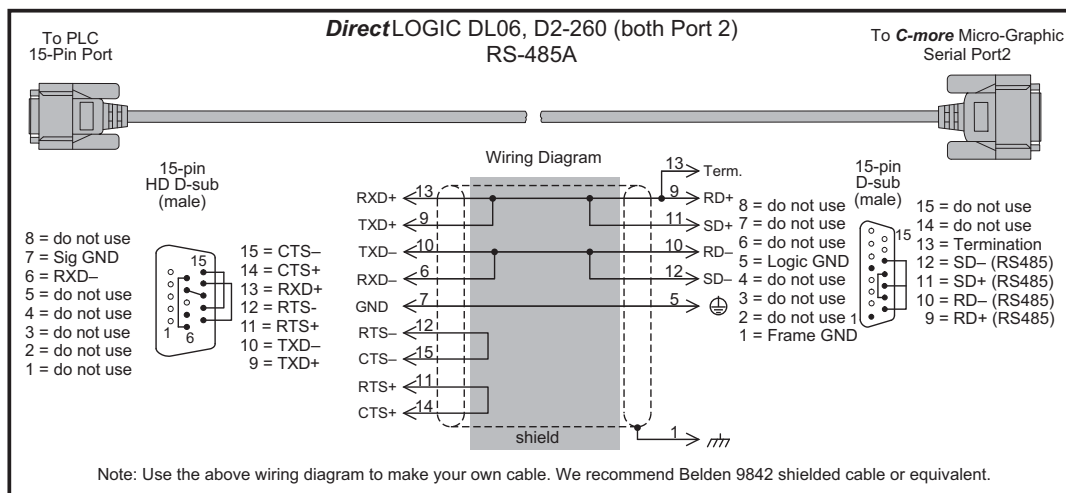 DirectLOGIC DL06, D2-260 (both Port 2)
RS-485A
To PLC
15-Pin Port
To C-more Micro-Graphic
Serial Port2
15-pin
HD D-sub
(male)
8 = do not use
7 = Sig GND
6 = RXD–
5 = do not use
4 = do not use
3 = do not use
2 = do not use
1 = do not use
15
1
6
15 = CTS–
14 = CTS+
13 = RXD+
12 = RTS-
11 = RTS+
10 = TXD–
9 = TXD+
Wiring Diagram
13 Term.
RXD+ 13 9 RD+
TXD+ 9 11 SD+
TXD– 10 10 RD–
RXD– 6 12 SD–
GND 7 5
RTS– 12
CTS– 15
RTS+ 11
CTS+ 14
shield
1
15-pin
D-sub
(male)
8 = do not use
7 = do not use
6 = do not use
5 = Logic GND
4 = do not use
3 = do not use
2 = do not use
1 = Frame GND
15
1
15 = do not use
14 = do not use
13 = Termination
12 = SD– (RS485)
11 = SD+ (RS485)
10 = RD– (RS485)
9 = RD+ (RS485)
Note: Use the above wiring diagram to make your own cable. We recommend Belden 9842 shielded cable or equivalent.